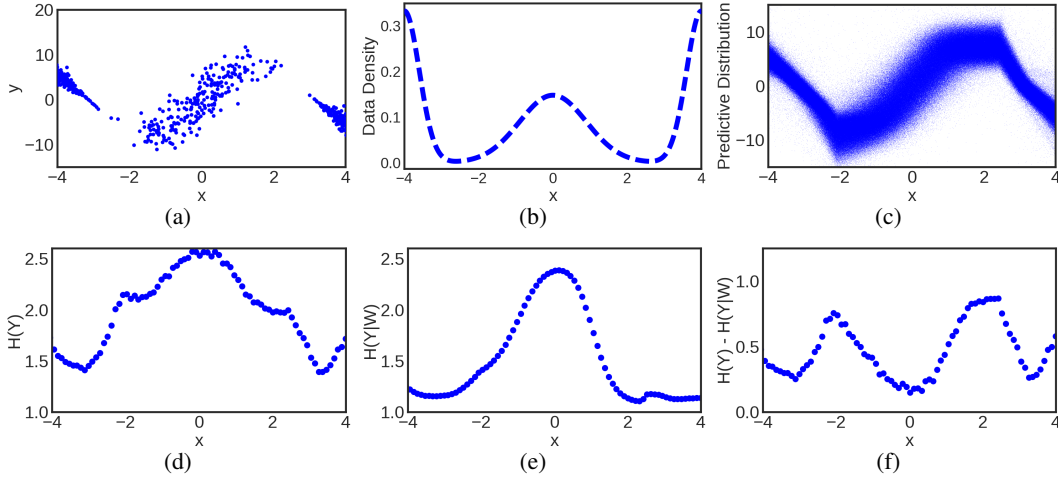 20
10
0
−10
y
−4
−2
0
2
4
x
(a)
0.3
0.2
0.1
0.0
Data Density
−4
−2
0
2
4
x
(b)
10
0
−10
Predictive Distribution
−4
−2
0
2
4
x
(c)
2.5
2.0
1.5
1.0
H(Y)
−4
−2
0
2
4
x
(d)
2.5
2.0
1.5
1.0
H(Y|W)
−4
−2
0
2
4
x
(e)
1.0
0.5
0.0
H(Y) - H(Y|W)
−4
−2
0
2
4
x
(f)